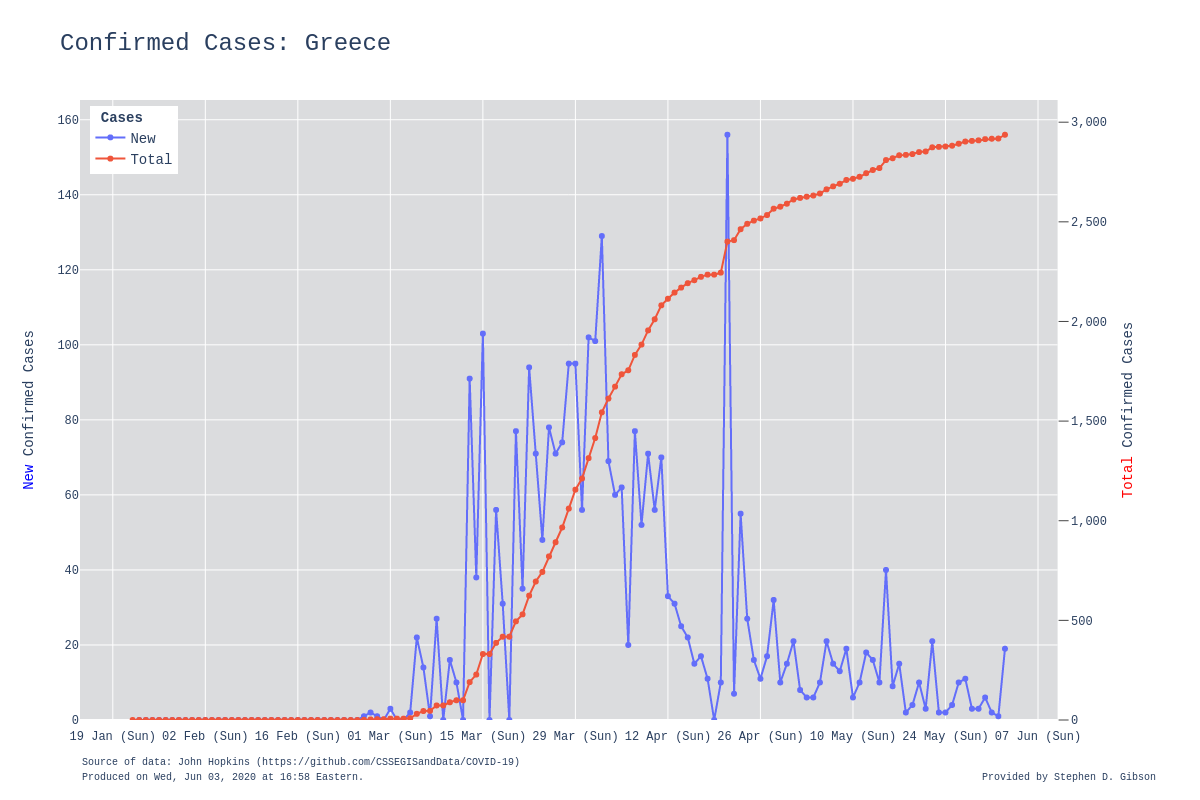 Confirmed Cases: Greece
Cases
New
Total
160
140
120
100
80
60
40
20
0
3,000
2,500
2,000
1,500
1,000
500
0
New Confirmed Cases
Total Confirmed Cases
19 Jan (Sun) 02 Feb (Sun) 16 Feb (Sun) 01 Mar (Sun) 15 Mar (Sun) 29 Mar (Sun) 12 Apr (Sun) 26 Apr (Sun) 10 May (Sun) 24 May (Sun) 07 Jun (Sun)
Source of data: John Hopkins (https://github.com/CSSEGISandData/COVID-19)
Produced on Wed, Jun 03, 2020 at 16:58 Eastern.
Provided by Stephen D. Gibson